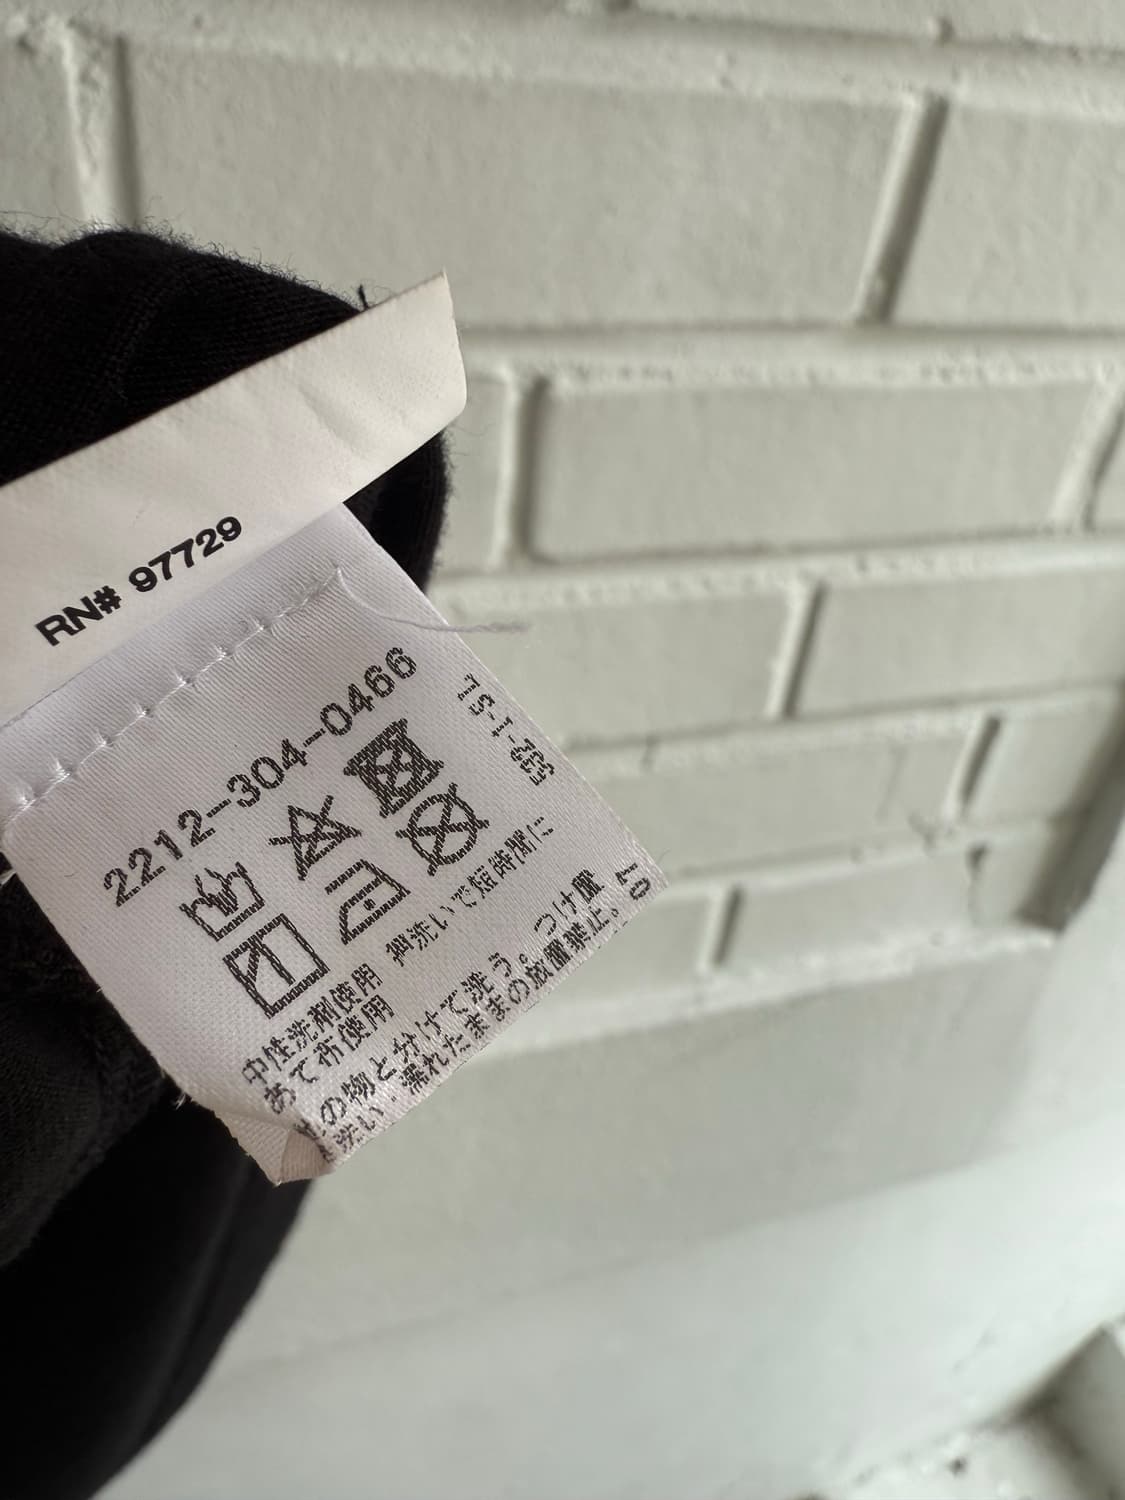 RN# 97729
2212-304-0466
中性洗剤使用 押洗いで短時間に
あて布使用
の物と分けて洗う。 つけ置
洗い・濡れたままの放置禁止。 01